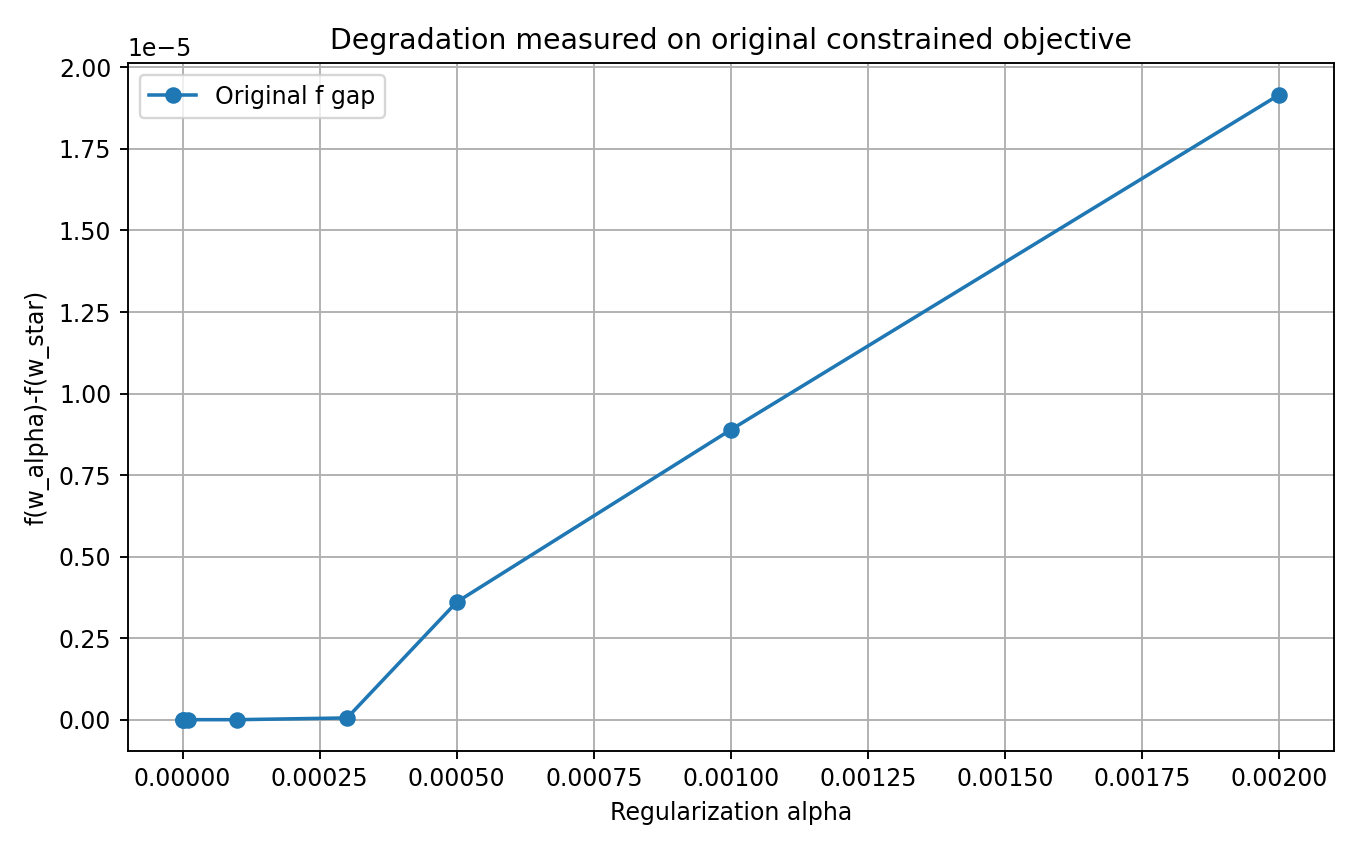 Degradation measured on original constrained objective
1e−5
Original f gap
2.00
1.75
1.50
1.25
1.00
0.75
0.50
0.25
0.00
f(w_alpha)-f(w_star)
0.00000 0.00025 0.00050 0.00075 0.00100 0.00125 0.00150 0.00175 0.00200
Regularization alpha